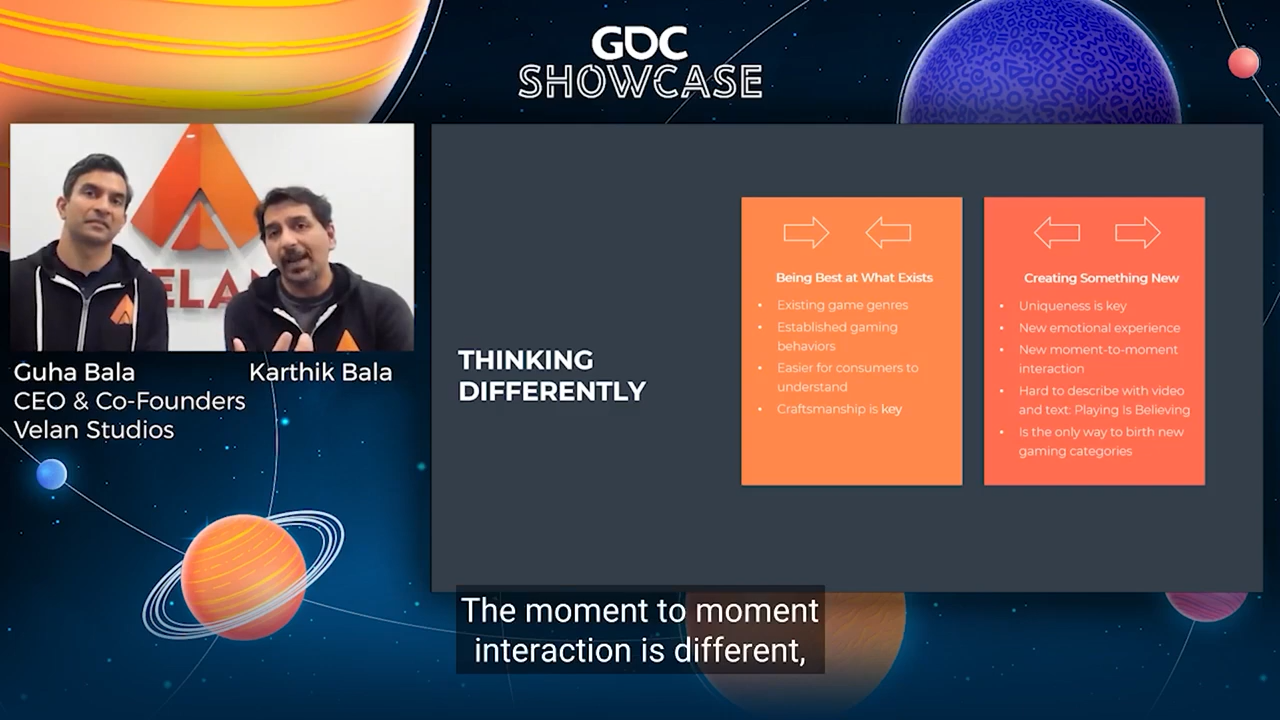 GDC
SHOWCASE
ELAN
Guha Bala
Karthik Bala
CEO & Co-Founders
Velan Studios
THINKING
DIFFERENTLY
Being Best at What Exists
• Existing game genres
• Established gaming
behaviors
• Easier for consumers to
understand
• Craftsmanship is key
Creating Something New
• Uniqueness is key
• New emotional experience
• New moment-to-moment
interaction
• Hard to describe with video
and text: Playing Is Believing
• Is the only way to birth new
gaming categories
The moment to moment
interaction is different,